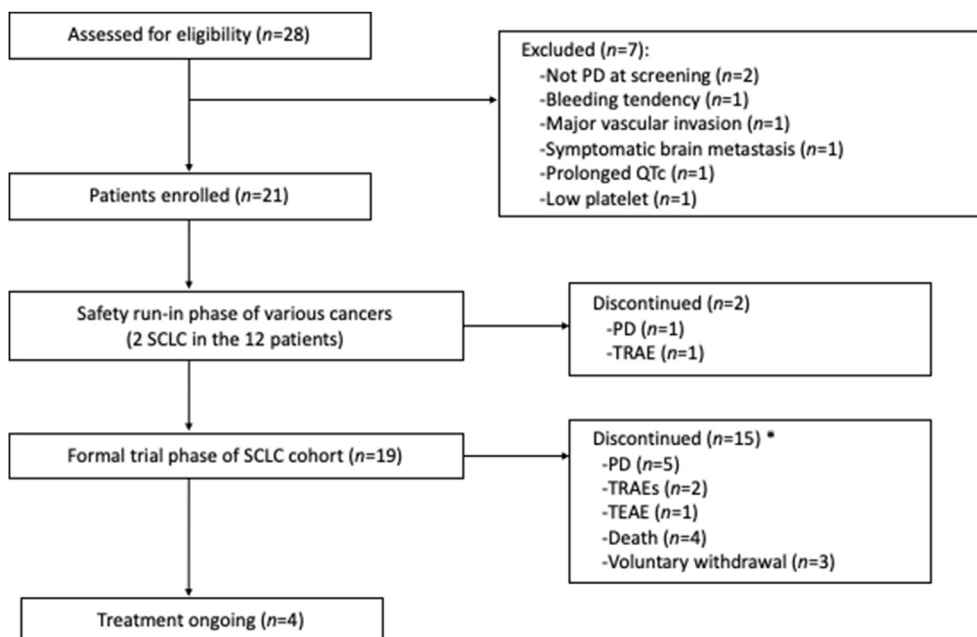 Assessed for eligibility (n=28)
Excluded (n=7):
-Not PD at screening (n=2)
-Bleeding tendency (n=1)
-Major vascular invasion (n=1)
-Symptomatic brain metastasis (n=1)
-Prolonged QTc (n=1)
-Low platelet (n=1)
Patients enrolled (n=21)
Safety run-in phase of various cancers
(2 SCLC in the 12 patients)
Discontinued (n=2)
-PD (n=1)
-TRAE (n=1)
Formal trial phase of SCLC cohort (n=19)
Discontinued (n=15) *
-PD (n=5)
-TRAEs (n=2)
-TEAE (n=1)
-Death (n=4)
-Voluntary withdrawal (n=3)
Treatment ongoing (n=4)